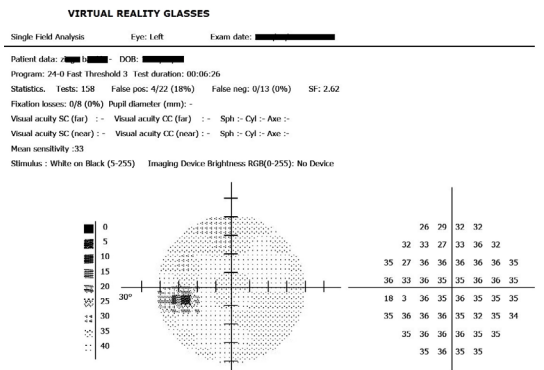 VIRTUAL REALITY GLASSES
Single Field Analysis Eye: Left Exam date:
Patient data: DOB:
Program: 24-0 Fast Threshold 3 Test duration: 00:06:26
Statistics. Tests: 158 False pos: 4/22 (18%) False neg: 0/13 (0%) SF: 2.62
Fixation losses: 0/8 (0%) Pupil diameter (mm): -
Visual acuity SC (far) : - Visual acuity CC (far) : - Sph :- Cyl :- Axe :-
Visual acuity SC (near) : - Visual acuity CC (near) : - Sph :- Cyl :- Axe :-
Mean sensitivity :33
Stimulus : White on Black (5-255) Imaging Device Brightness RGB(0-255): No Device
0
5
10
15
20
25
30
35
40
30º
26 29 32 32
32 33 27 33 36 32
35 27 36 36 36 36 36 35
36 33 36 35 35 36 36 35
18 3 36 35 36 35 35 35
35 36 36 36 35 32 35 34
35 36 36 36 35 35
35 36 35 35